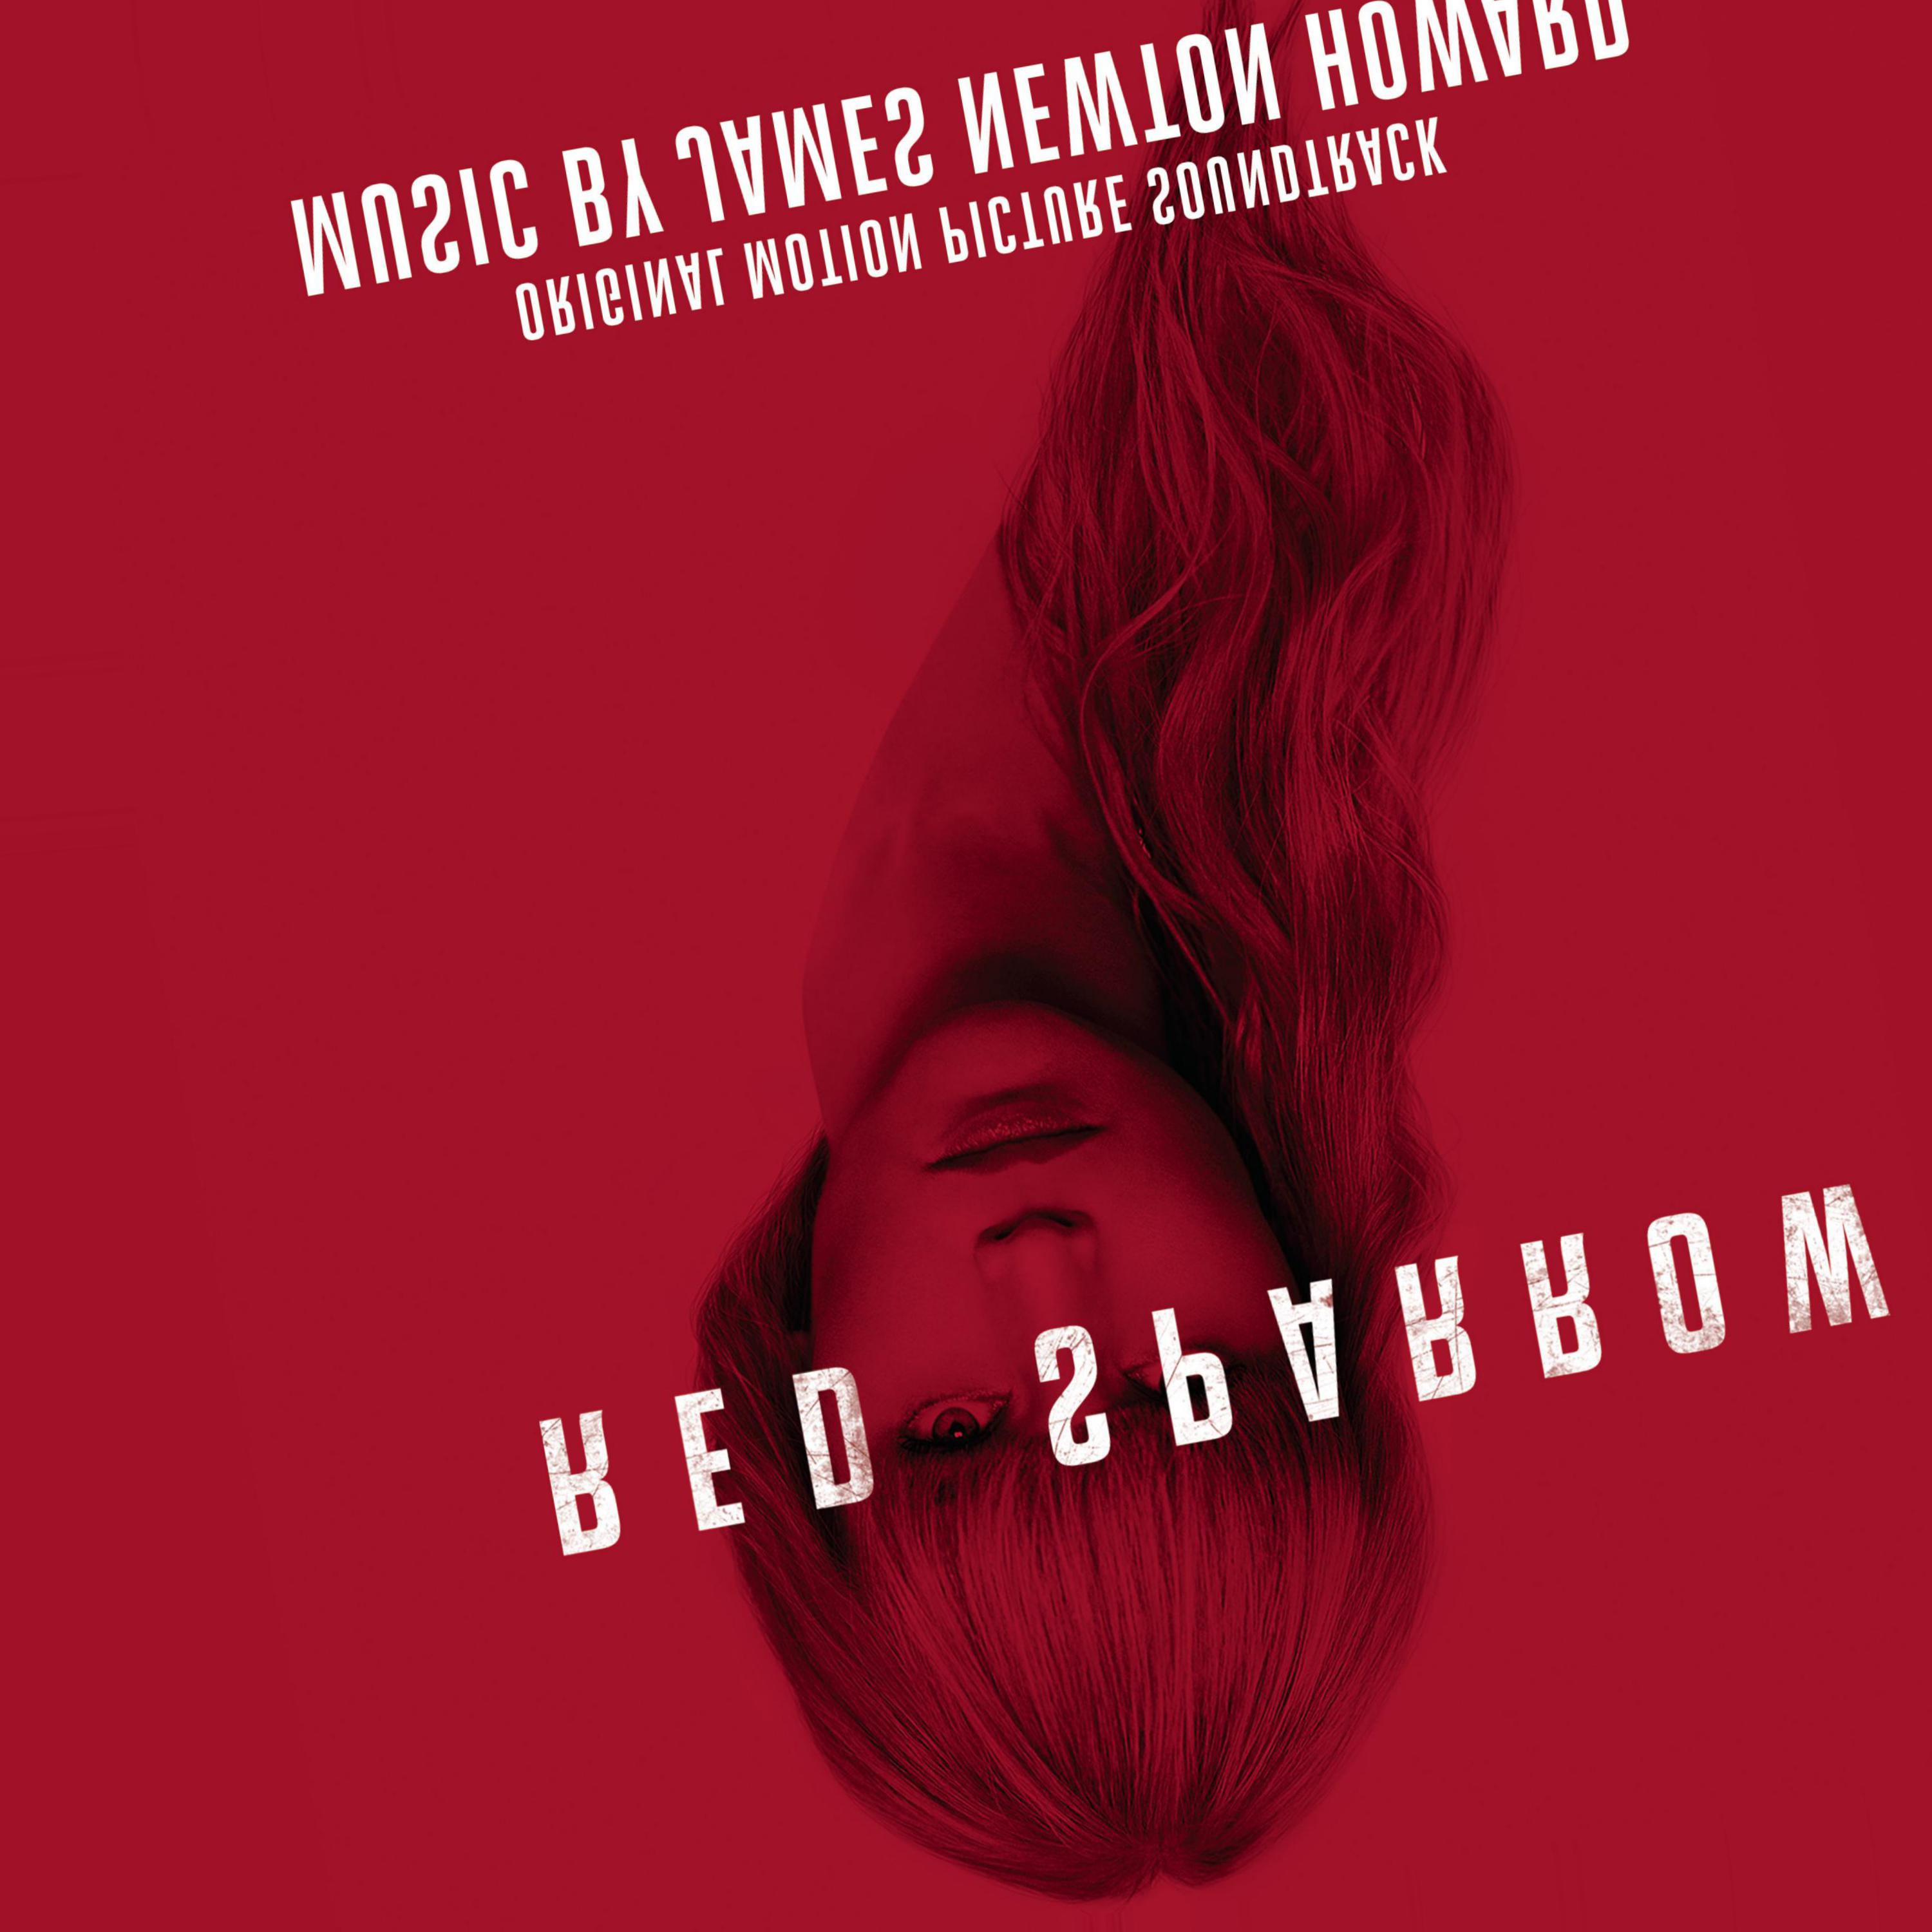 RED SPARROW
ORIGINAL MOTION PICTURE SOUNDTRACK
MUSIC BY JAMES NEWTON HOWARD